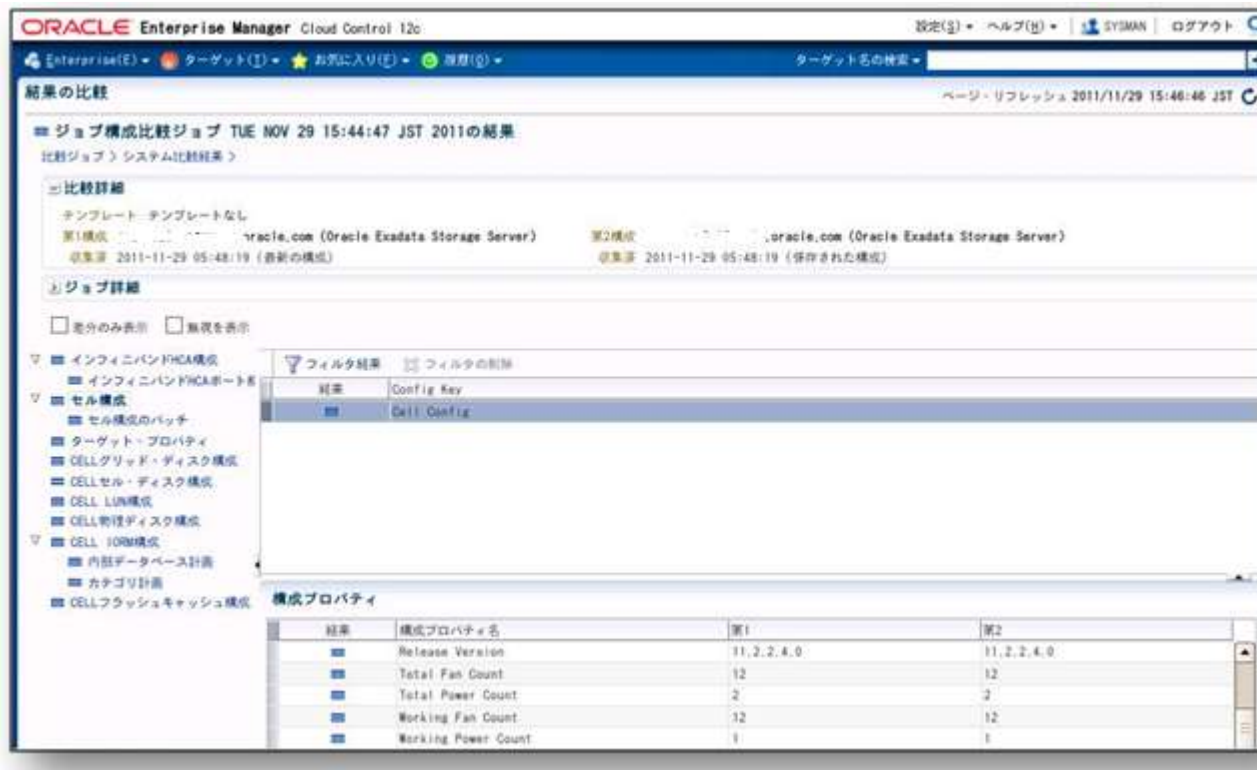 ORACLE Enterprise Manager Cloud Control 12c 設定(S) ヘルプ(H) SYSMAN ログアウト
Enterprise(E) ターゲット(T) お気に入り(F) 履歴(O) ターゲット名の検索
結果の比較 ページ・リフレッシュ 2011/11/29 15:46:46 JST
ジョブ構成比較ジョブ TUE NOV 29 15:44:47 JST 2011の結果
比較ジョブ > システム比較結果 >
比較詳細
テンプレート テンプレートなし
第1構成 oracle.com (Oracle Exadata Storage Server) 第2構成 .oracle.com (Oracle Exadata Storage Server)
収集済 2011-11-29 05:48:19 (最新の構成) 収集済 2011-11-29 05:48:19 (保存された構成)
ジョブ詳細
差分のみ表示 無視を表示
インフィニバンドHCA構成
インフィニバンドHCAポート
セル構成
セル構成のパッチ
ターゲット・プロパティ
CELLグリッド・ディスク構成
CELLセル・ディスク構成
CELL LUN構成
CELL物理ディスク構成
CELL IORM構成
内部データベース計画
カテゴリ計画
CELLフラッシュキャッシュ構成
フィルタ結果 フィルタの削除
結果 Config Key
Cell Config
構成プロパティ
結果 構成プロパティ名 第1 第2
Release Version 11.2.2.4.0 11.2.2.4.0
Total Fan Count 12 12
Total Power Count 2 2
Working Fan Count 12 12
Working Power Count 1 1